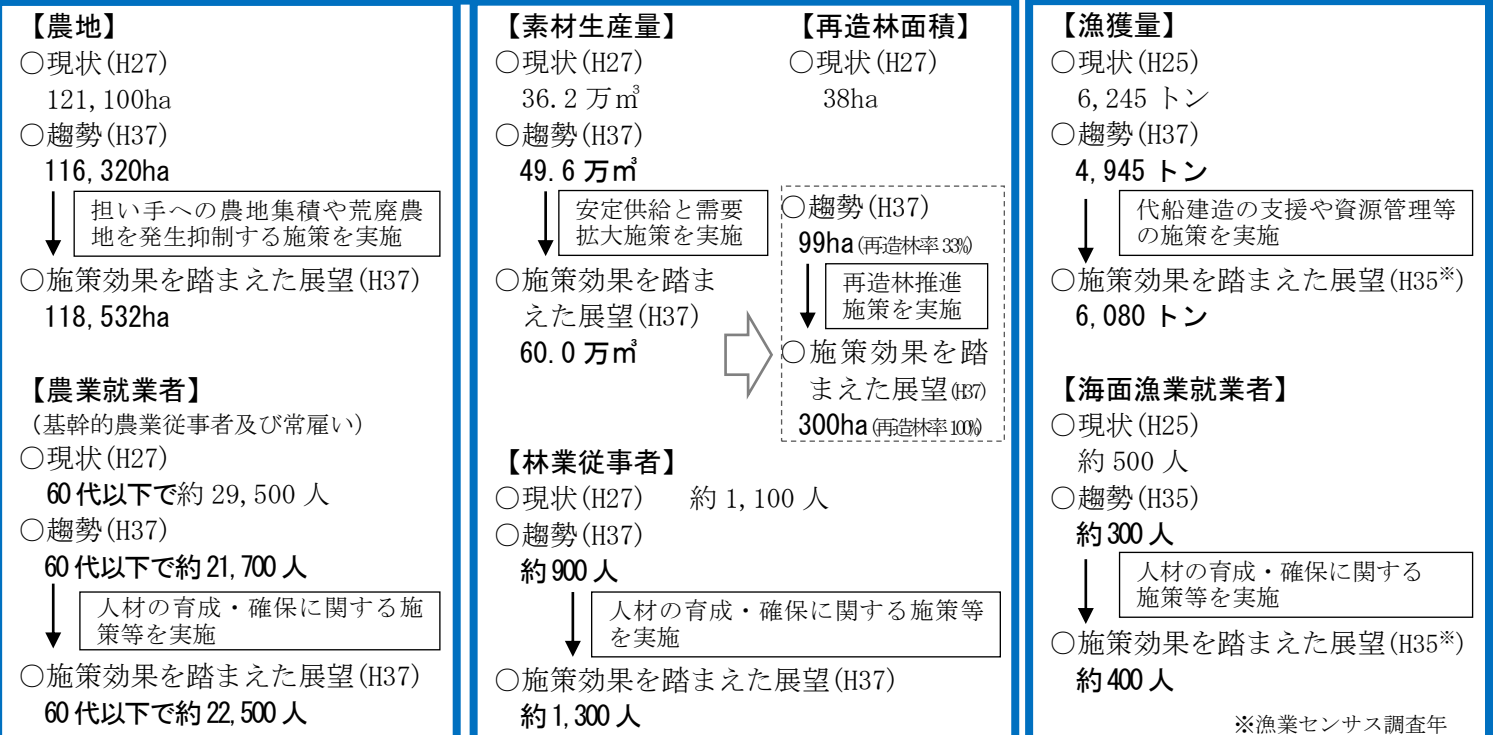 【農地】
○現状(H27)
121,100ha
○趨勢(H37)
116,320ha
担い手への農地集積や荒廃農
地を発生抑制する施策を実施
○施策効果を踏まえた展望(H37)
118,532ha
【農業就業者】
(基幹的農業従事者及び常雇い)
○現状(H27)
60代以下で約29,500人
○趨勢(H37)
60代以下で約21,700人
人材の育成・確保に関する施
策等を実施
○施策効果を踏まえた展望(H37)
60代以下で約22,500人
【素材生産量】
○現状(H27)
36.2万㎥
○趨勢(H37)
49.6万㎥
安定供給と需要
拡大施策を実施
○施策効果を踏ま
えた展望(H37)
60.0万㎥
【再造林面積】
○現状(H27)
38ha
○趨勢(H37)
99ha(再造林率33%)
再造林推進
施策を実施
○施策効果を踏
まえた展望(H37)
300ha(再造林率100%)
【林業従事者】
○現状(H27) 約1,100人
○趨勢(H37)
約900人
人材の育成・確保に関する施策等
を実施
○施策効果を踏まえた展望(H37)
約1,300人
【漁獲量】
○現状(H25)
6,245トン
○趨勢(H37)
4,945トン
代船建造の支援や資源管理等
の施策を実施
○施策効果を踏まえた展望(H35※)
6,080トン
【海面漁業就業者】
○現状(H25)
約500人
○趨勢(H35)
約300人
人材の育成・確保に関する
施策等を実施
○施策効果を踏まえた展望(H35※)
約400人
※漁業センサス調査年